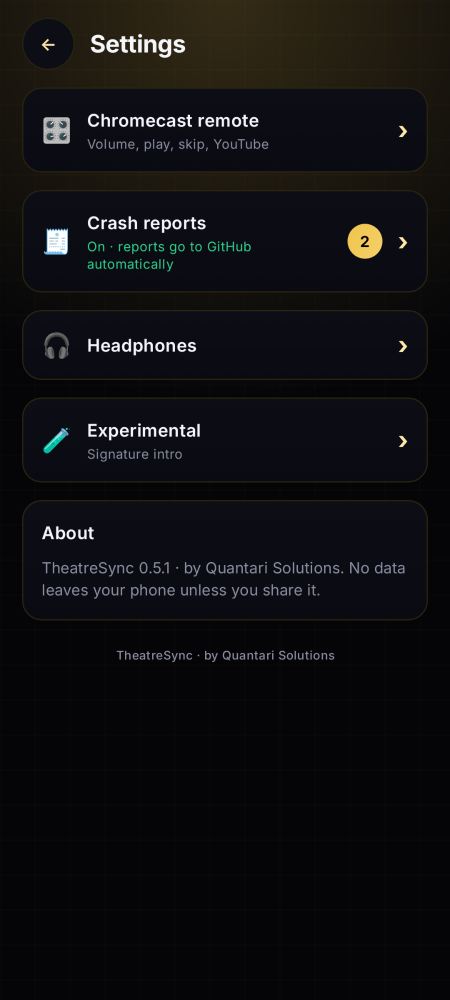 Settings
Chromecast remote
Volume, play, skip, YouTube
Crash reports
On · reports go to GitHub
automatically
2
Headphones
Experimental
Signature intro
About
TheatreSync 0.5.1 · by Quantari Solutions. No data
leaves your phone unless you share it.
TheatreSync · by Quantari Solutions